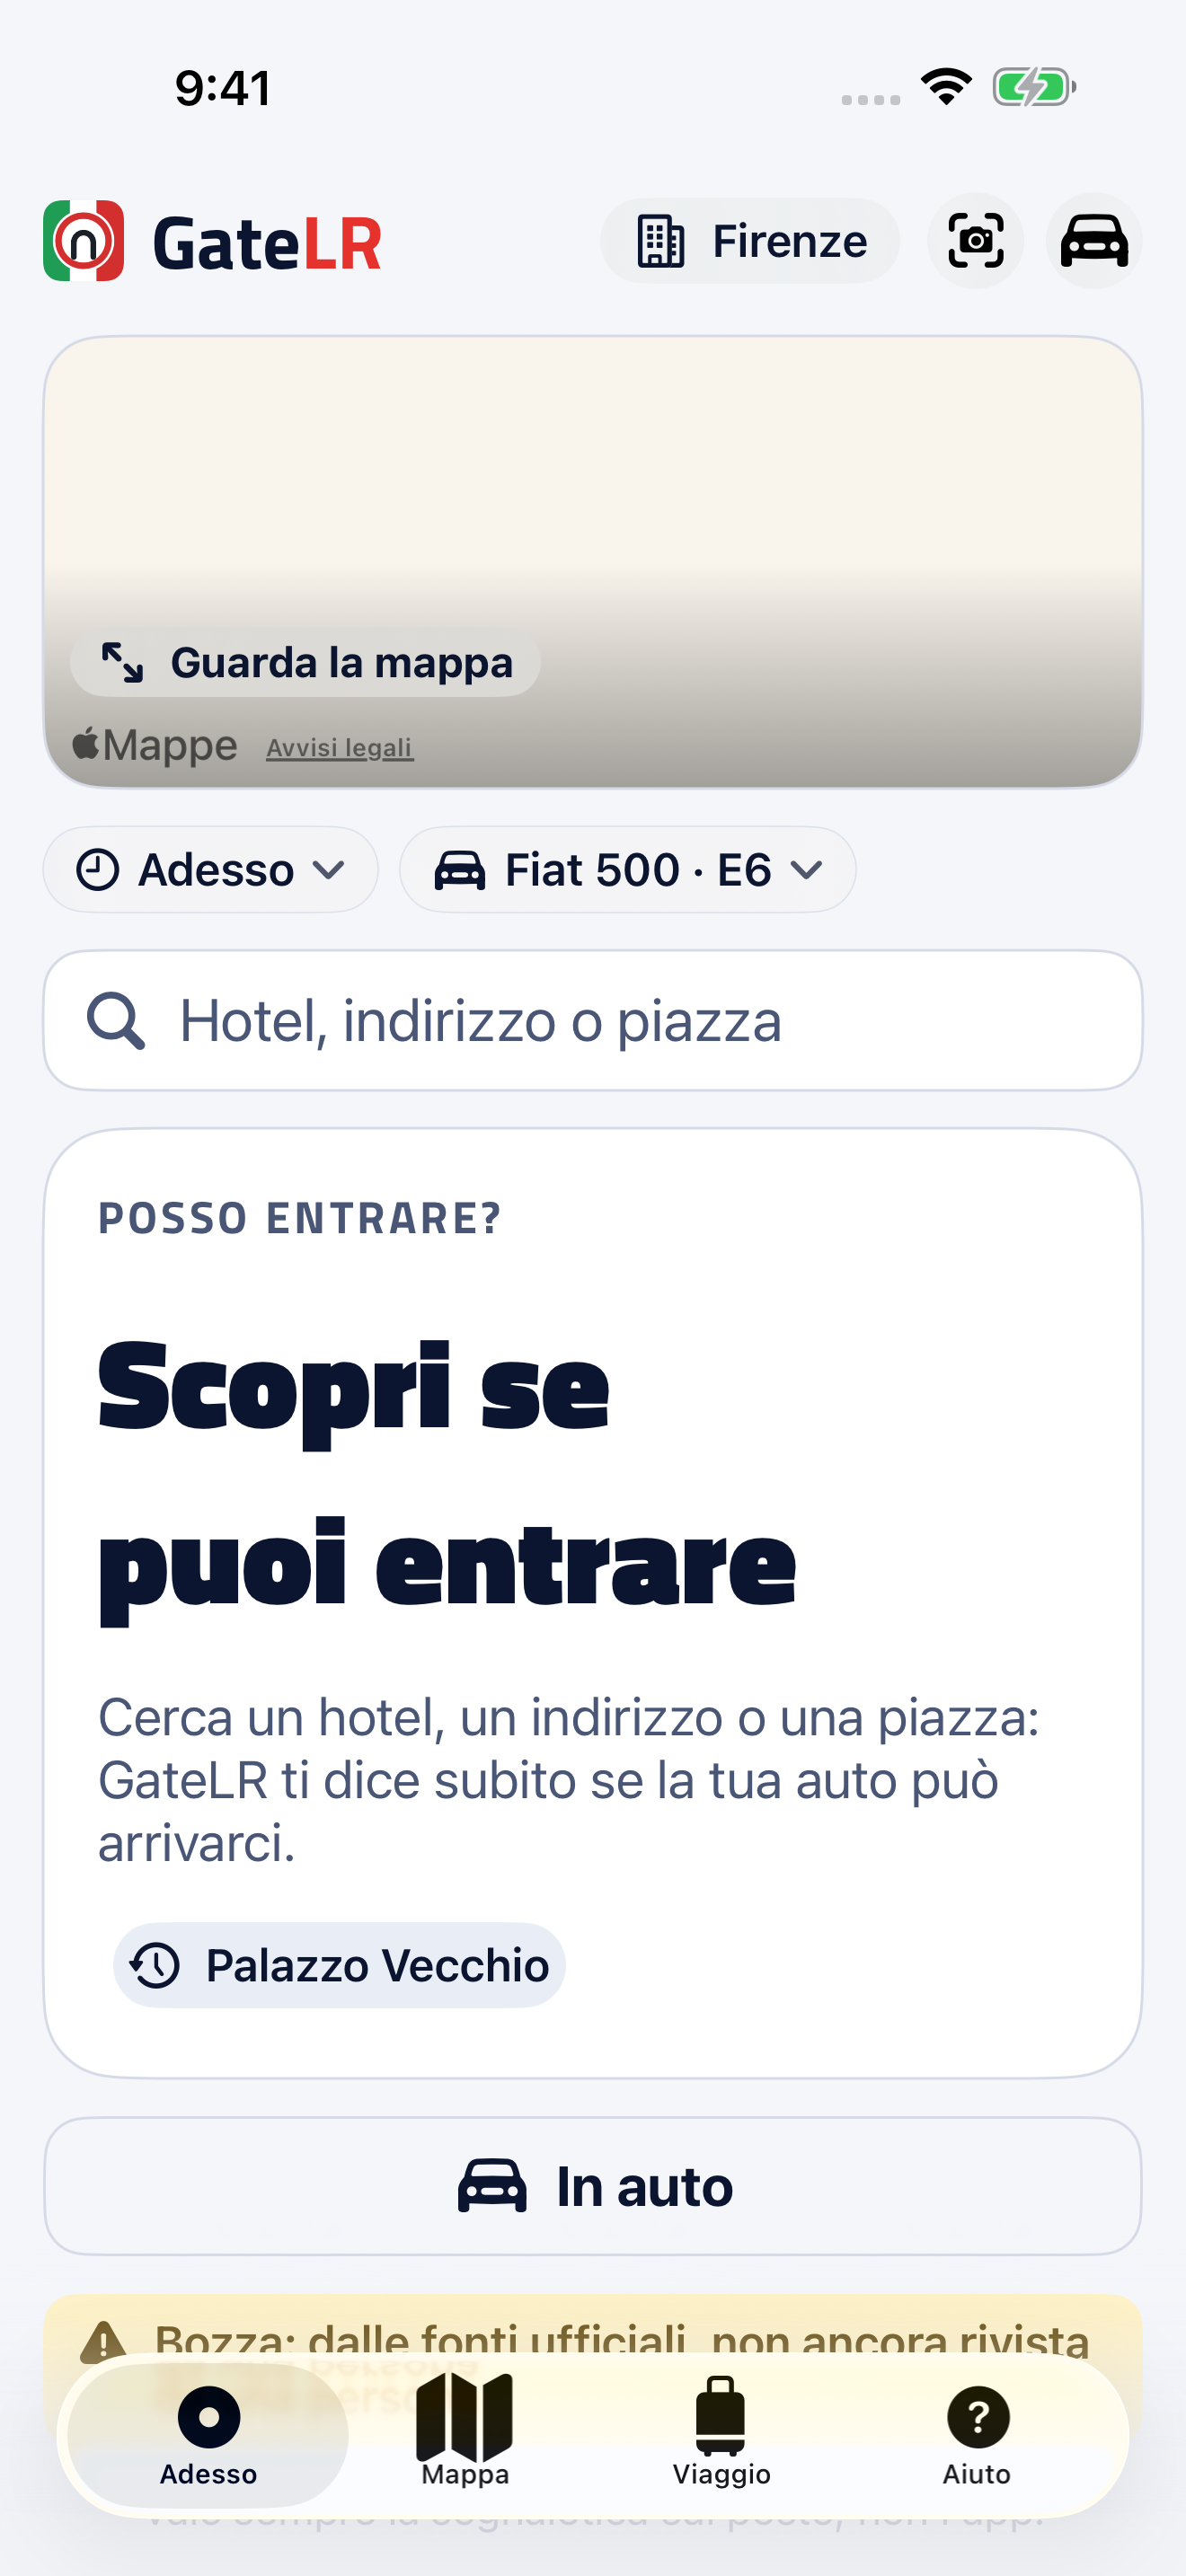 9:41
GateLR
Firenze
Guarda la mappa
Mappe Avvisi legali
Adesso
Fiat 500 · E6
Hotel, indirizzo o piazza
POSSO ENTRARE?
Scopri se
puoi entrare
Cerca un hotel, un indirizzo o una piazza:
GateLR ti dice subito se la tua auto può
arrivarci.
Palazzo Vecchio
In auto
Bozza: dalle fonti ufficiali, non ancora rivista
Adesso
Mappa
Viaggio
Aiuto